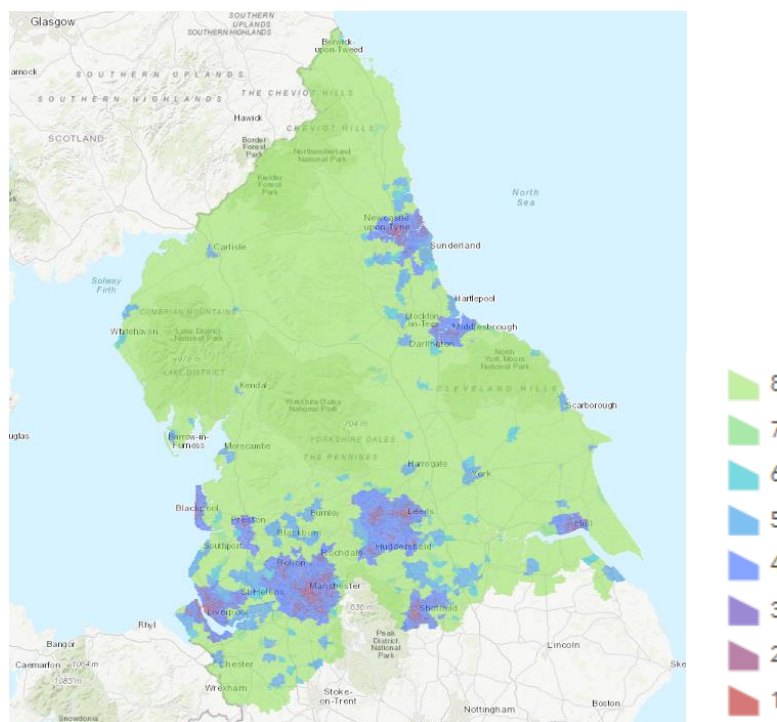 Glasgow
SOUTHERN
UPLANDS
SOUTHERN HIGHLANDS
Berwick-
upon-Tweed
arnock
SOUTHERN UPLANDS
THE CHEVIOT HILLS
SOUTHERN HIGHLANDS
Hawick
CHEVIOT HILLS
SCOTLAND
Border
Forest
Park
Northumberland
National Park
Kielder
Forest
Park
North
Sea
Newcastle
upon-Tyne
Sunderland
Carlisle
Solway
Firth
Hartlepool
CUMBRIAN MOUNTAINS
Stockton
-on-Tees
Middlesbrough
Whitehaven
Lake District
National Park
Darlington
978 m
LAKE DISTRICT
North
York Moors
National Park
CLEVELAND HILLS
8
Kendal
Yorkshire Dales
National Park
Scarborough
704 m
7
uglas
Barrow-in-
Furness
YORKSHIRE DALES
Morecambe
THE PENNINES
Harrogate
York
6
Blackpool
Preston
Burnley
Leeds
Hull
5
Blackburn
Southport
Huddersfield
Rochdale
Bolton
4
St Helens
Manchester
Liverpool
636 m
Sheffield
3
Rhyl
Peak
District
National
Park
Bangor
Lincoln
Caernarfon
1064 m
Chester
Ske
2
1085 m
Wrexham
Stoke-
on-Trent
Boston
1
Snowdonia
Nottingham